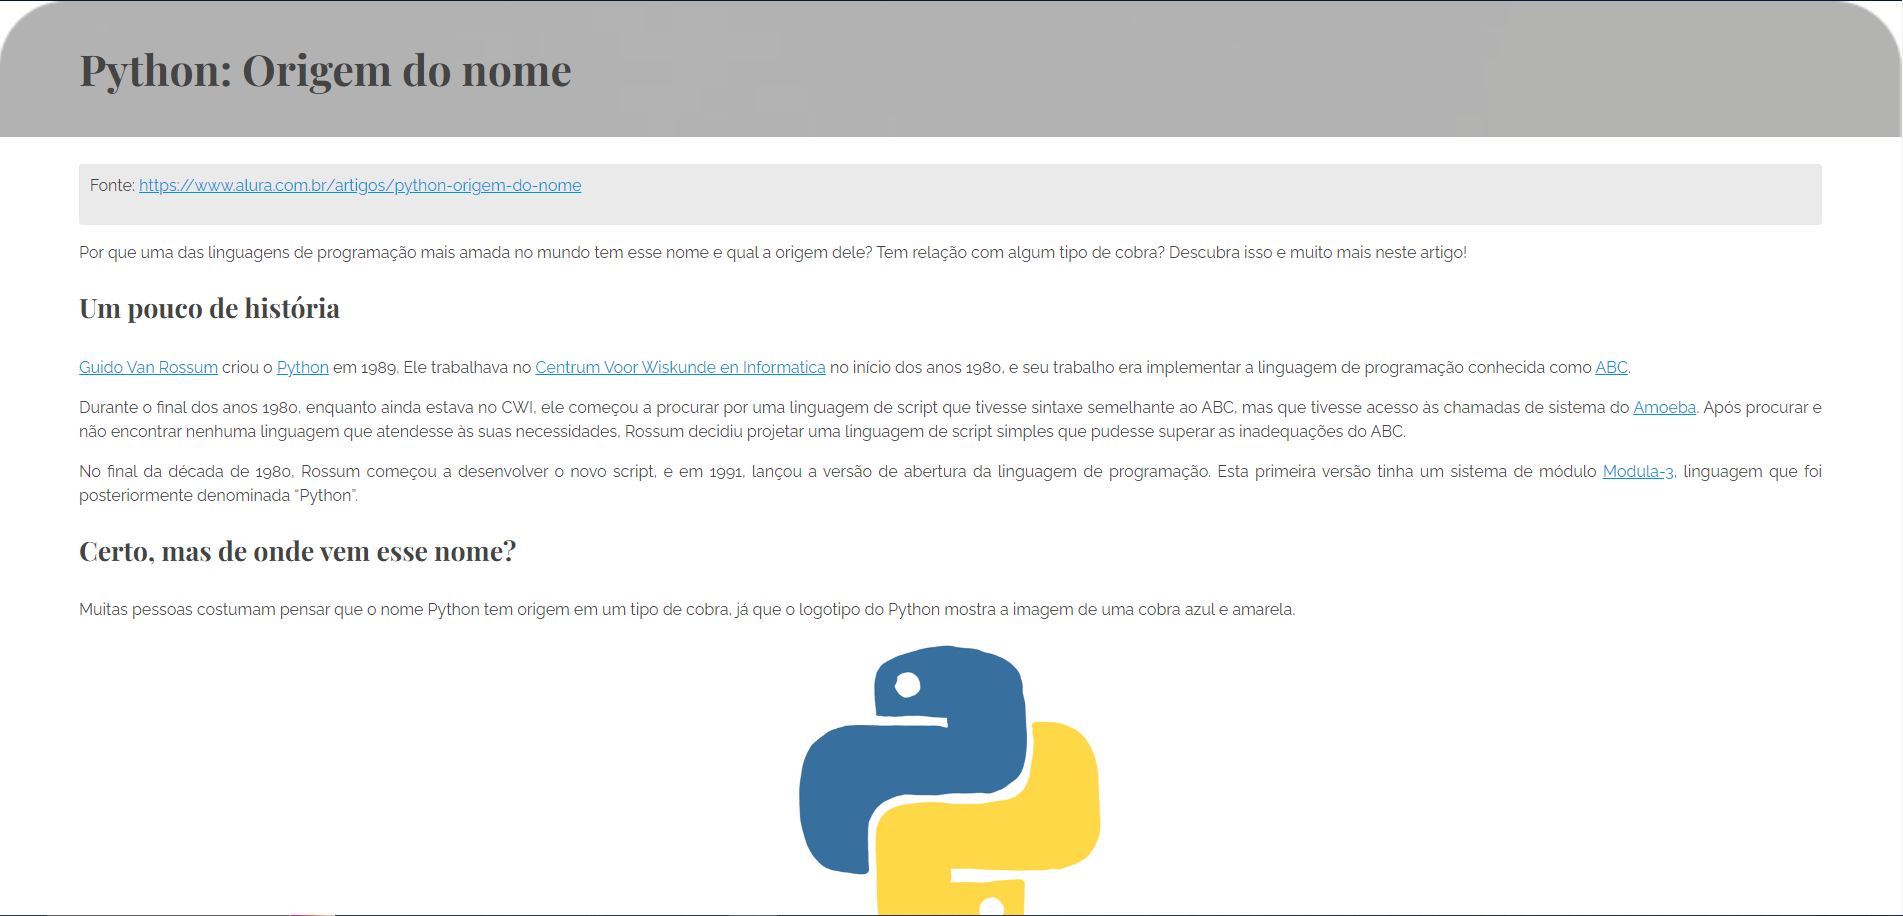 Python: Origem do nome
Fonte: https://www.alura.com.br/artigos/python-origem-do-nome
Por que uma das linguagens de programação mais amada no mundo tem esse nome e qual a origem dele? Tem relação com algum tipo de cobra? Descubra isso e muito mais neste artigo!
Um pouco de história
Guido Van Rossum criou o Python em 1989. Ele trabalhava no Centrum Voor Wiskunde en Informatica no início dos anos 1980, e seu trabalho era implementar a linguagem de programação conhecida como ABC.
Durante o final dos anos 1980, enquanto ainda estava no CWI, ele começou a procurar por uma linguagem de script que tivesse sintaxe semelhante ao ABC, mas que tivesse acesso às chamadas de sistema do Amoeba. Após procurar e
não encontrar nenhuma linguagem que atendesse às suas necessidades, Rossum decidiu projetar uma linguagem de script simples que pudesse superar as inadequações do ABC.
No final da década de 1980, Rossum começou a desenvolver o novo script, e em 1991, lançou a versão de abertura da linguagem de programação. Esta primeira versão tinha um sistema de módulo Modula-3, linguagem que foi
posteriormente denominada “Python”.
Certo, mas de onde vem esse nome?
Muitas pessoas costumam pensar que o nome Python tem origem em um tipo de cobra, já que o logotipo do Python mostra a imagem de uma cobra azul e amarela.